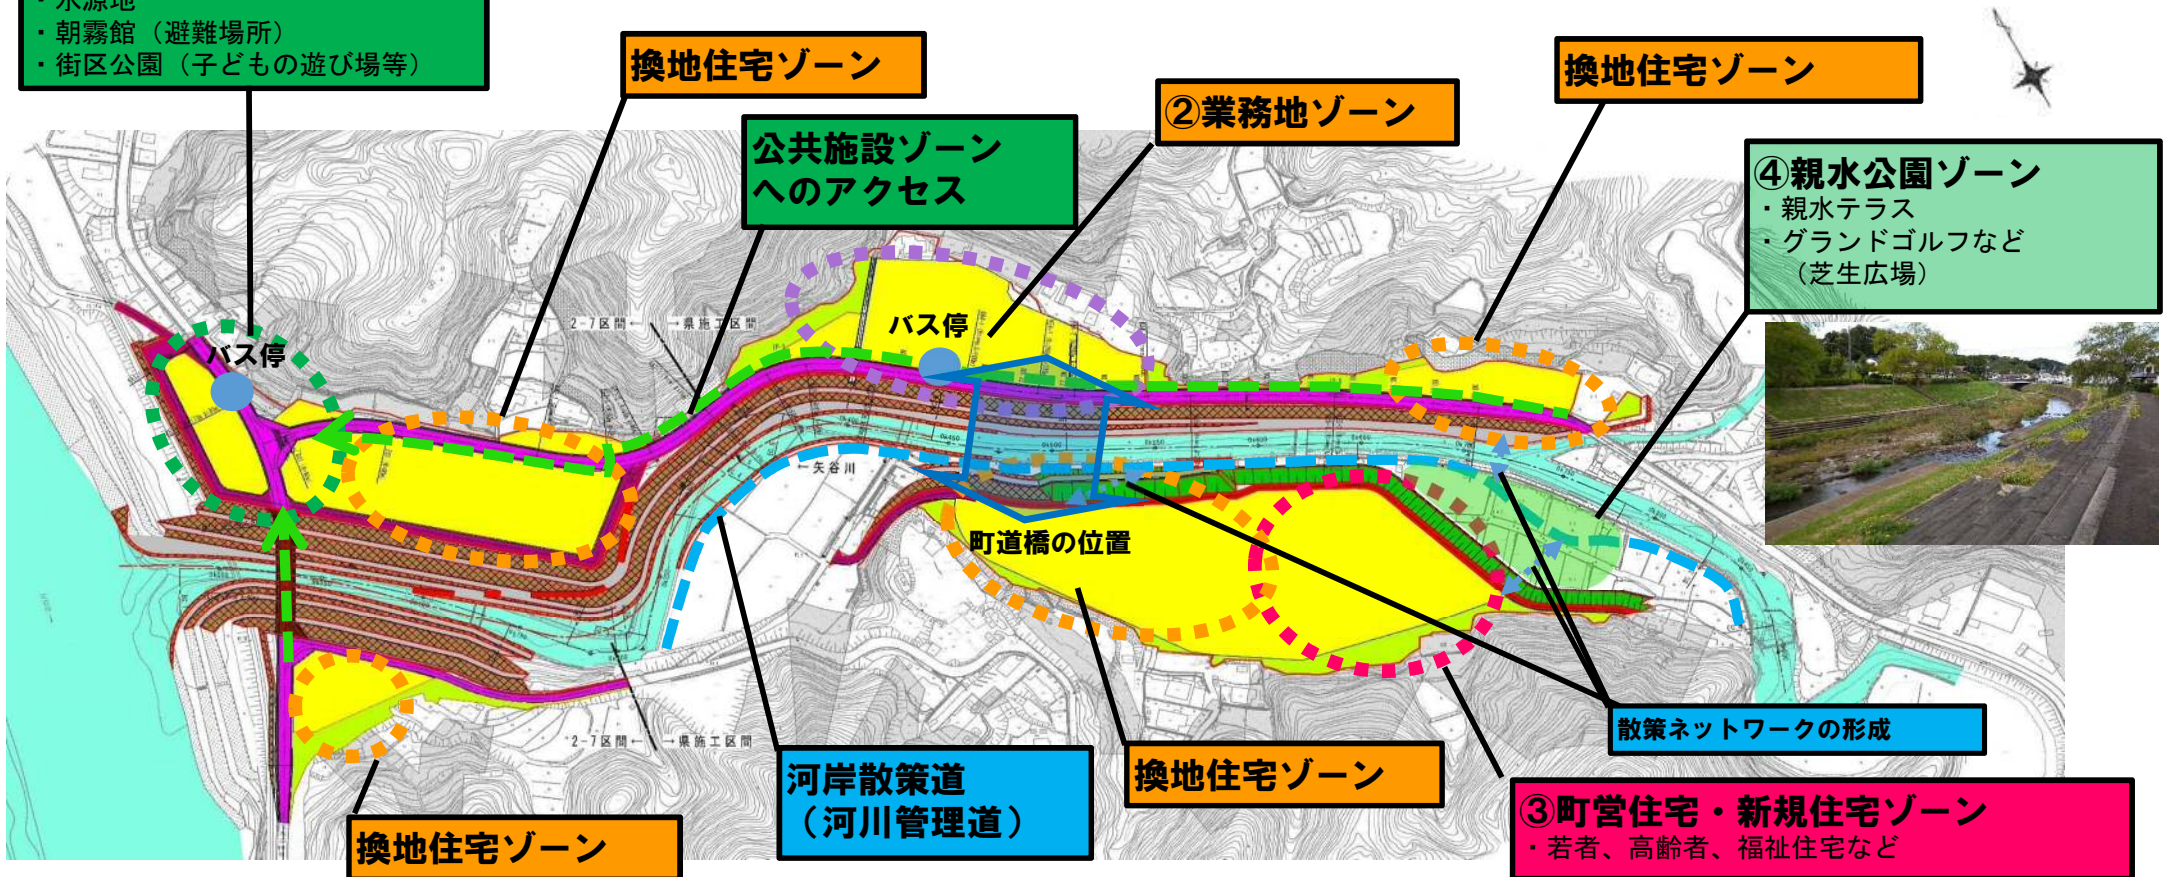 ・水源地
・朝霧館（避難場所）
・街区公園（子どもの遊び場等）
換地住宅ゾーン
公共施設ゾーン
へのアクセス
②業務地ゾーン
換地住宅ゾーン
④親水公園ゾーン
・親水テラス
・グランドゴルフなど
（芝生広場）
2-7区間← →県施工区間
バス停
バス停
←矢谷川
町道橋の位置
2-7区間← →県施工区間
散策ネットワークの形成
河岸散策道
（河川管理道）
換地住宅ゾーン
③町営住宅・新規住宅ゾーン
・若者、高齢者、福祉住宅など
換地住宅ゾーン